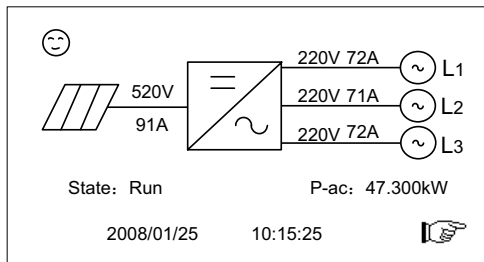 220V 72A L1
520V
220V 71A L2
91A
220V 72A L3
State: Run P-ac: 47.300kW
2008/01/25 10:15:25